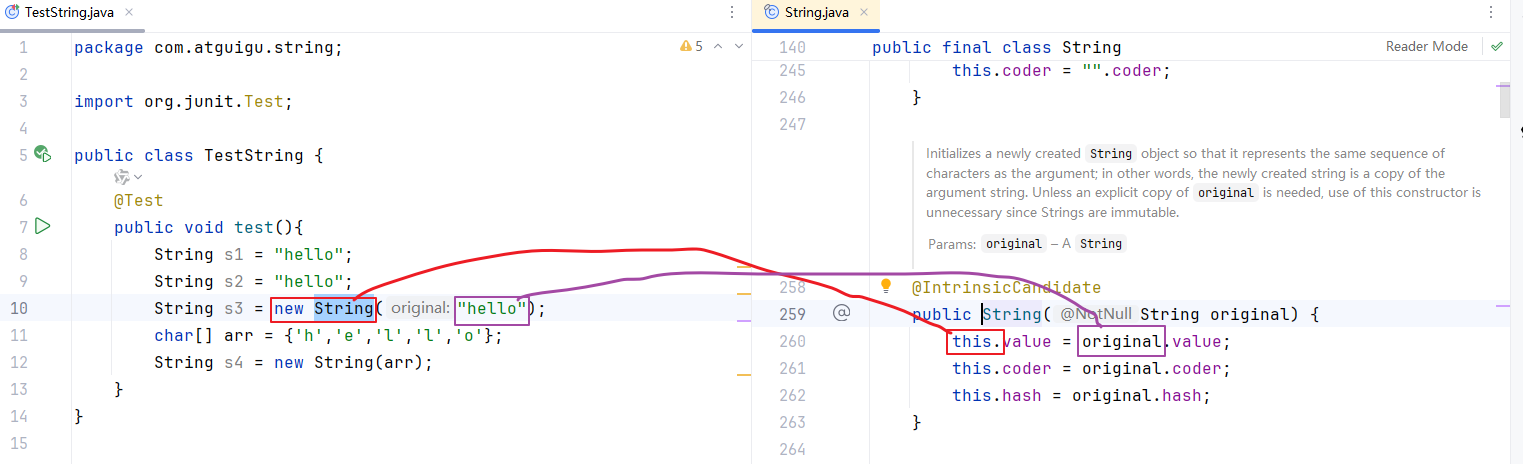 TestString.java
1 package com.atguigu.string;
5
2
3 import org.junit.Test;
4
5 public class TestString {
6 @Test
7 public void test(){
8 String s1 = "hello";
9 String s2 = "hello";
10 String s3 = new String( original: "hello");
11 char[] arr = {'h','e','l','l','o'};
12 String s4 = new String(arr);
13 }
14 }
15
String.java
140 public final class String
Reader Mode
245 this.coder = "".coder;
246 }
247
Initializes a newly created String object so that it represents the same sequence of
characters as the argument; in other words, the newly created string is a copy of the
argument string. Unless an explicit copy of original is needed, use of this constructor is
unnecessary since Strings are immutable.
Params: original – A String
258 @IntrinsicCandidate
259 @ public String( @NotNull String original) {
260 this.value = original.value;
261 this.coder = original.coder;
262 this.hash = original.hash;
263 }
264